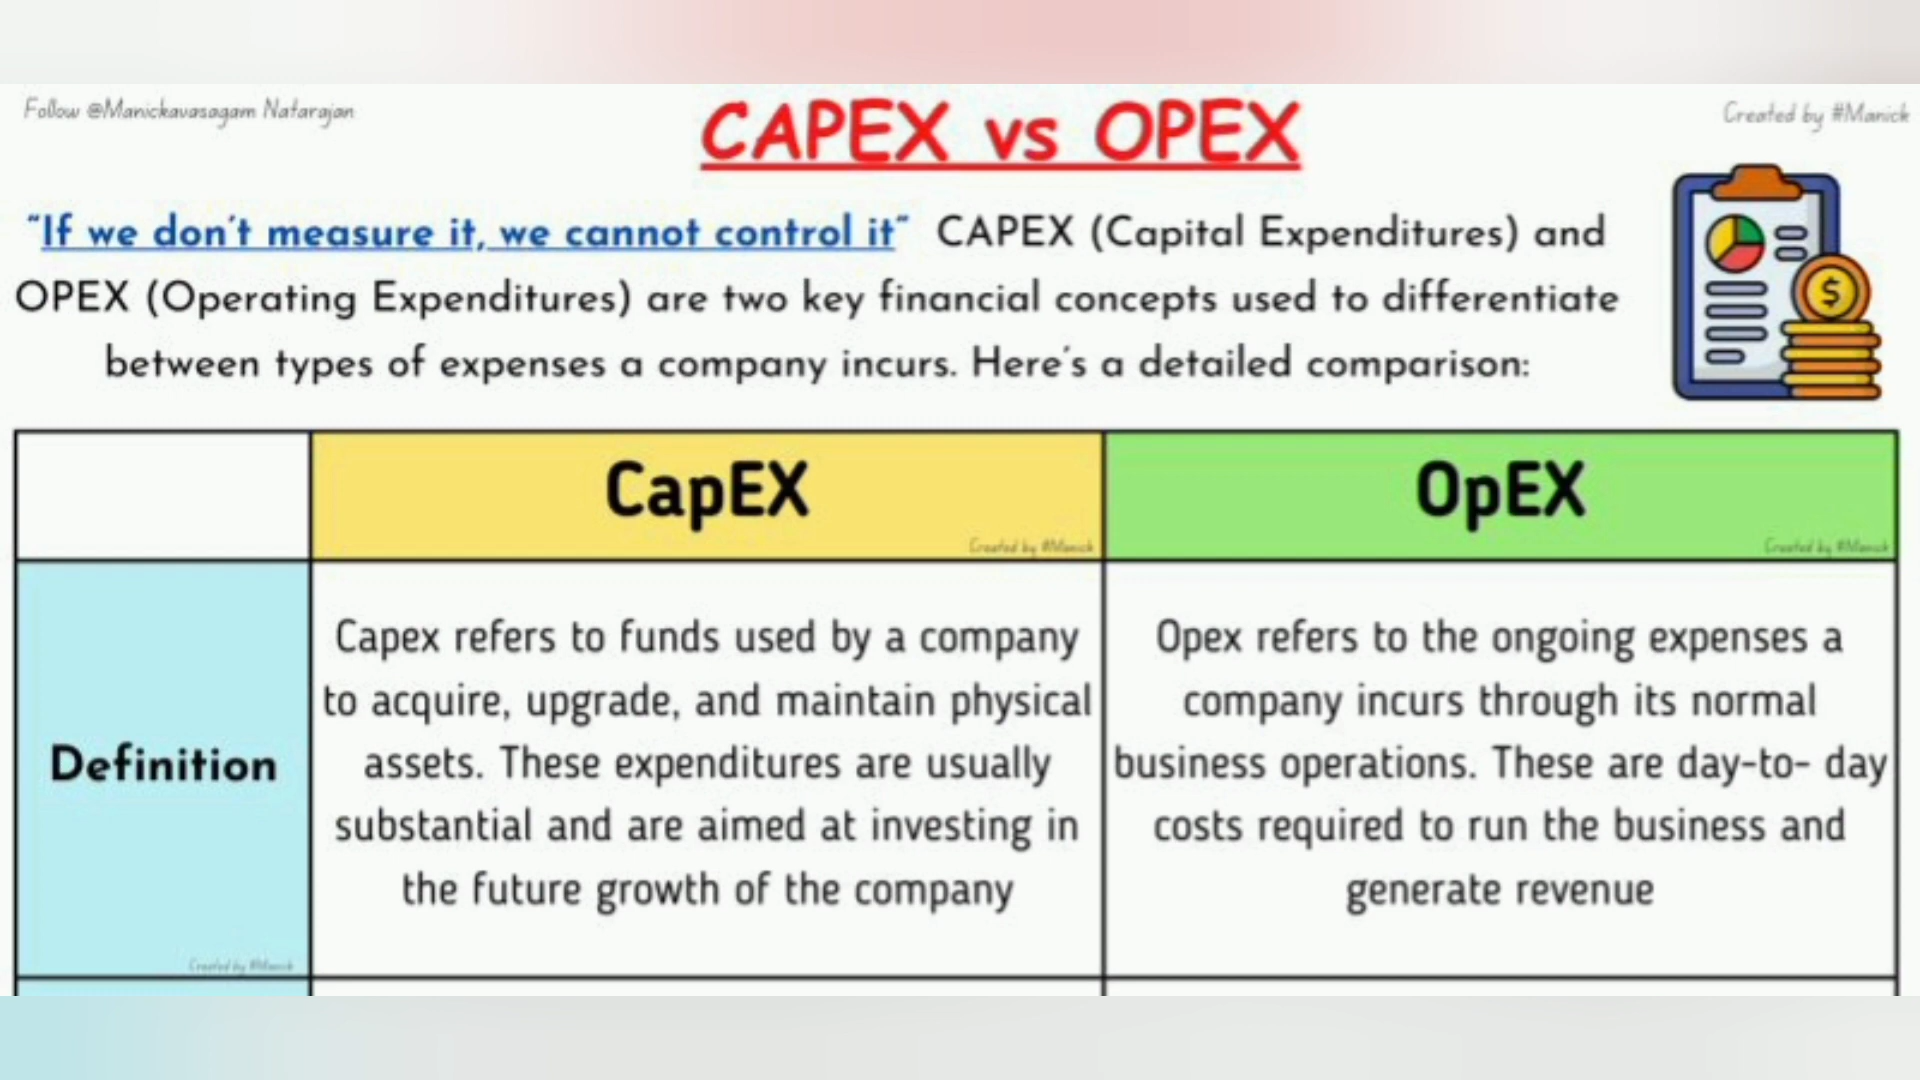 Follow @Manickavasagam Natarajan
CAPEX vs OPEX
Created by #Manick
"If we don't measure it, we cannot control it" CAPEX (Capital Expenditures) and
OPEX (Operating Expenditures) are two key financial concepts used to differentiate
between types of expenses a company incurs. Here's a detailed comparison:
$
CapEX
Created by #Manick
OpEX
Created by #Manick
Definition
Created by #Manick
Capex refers to funds used by a company
to acquire, upgrade, and maintain physical
assets. These expenditures are usually
substantial and are aimed at investing in
the future growth of the company
Opex refers to the ongoing expenses a
company incurs through its normal
business operations. These are day-to- day
costs required to run the business and
generate revenue